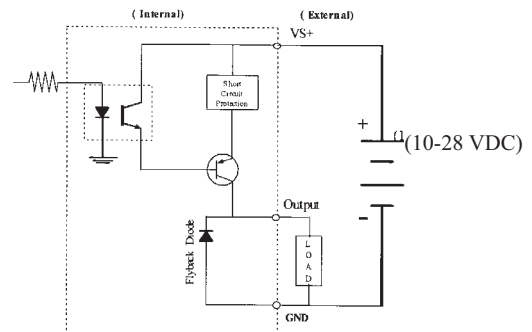 ( Internal)
( External)
VS+
Short
Circuit
Protection
+
(10-28 VDC)
-
Output
Flyback Diode
L
O
A
D
GND